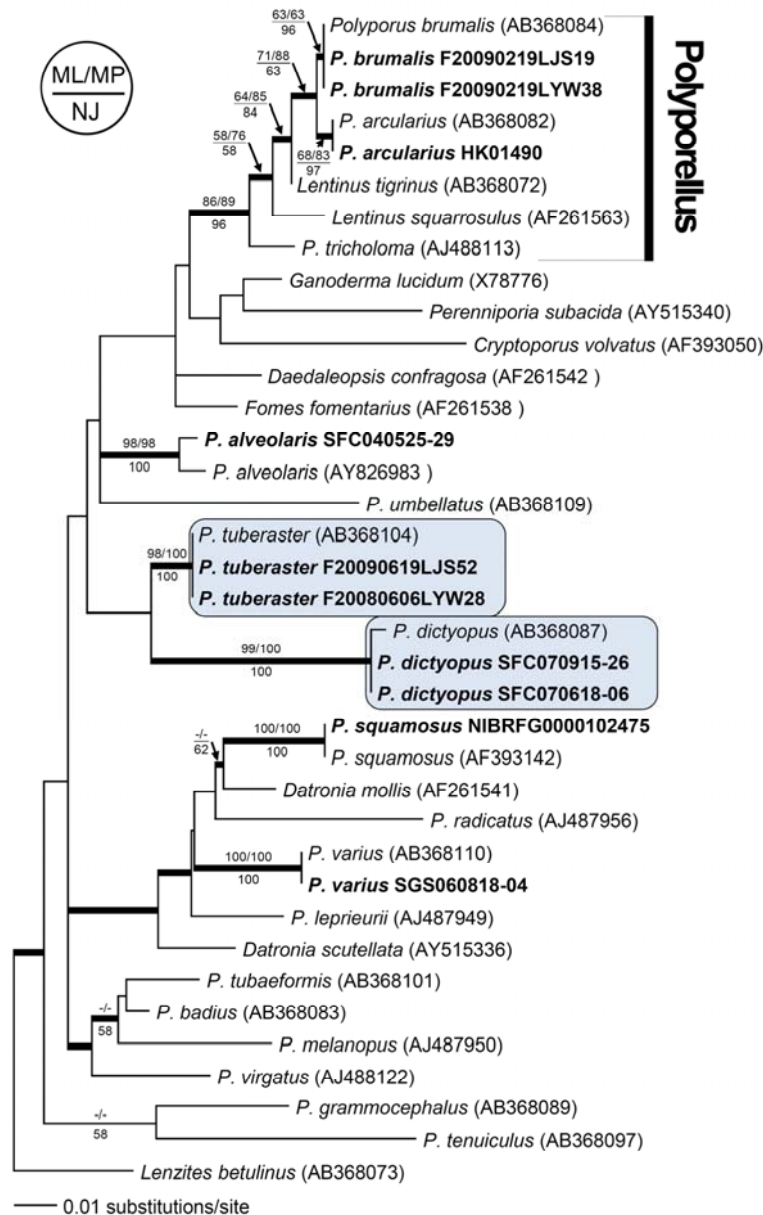 ML/MP
NJ
63/63
96
Polyporus brumalis (AB368084)
71/88
63
P. brumalis F20090219LJS19
P. brumalis F20090219LYW38
64/85
84
P. arcularius (AB368082)
58/76
58
68/83
97
P. arcularius HK01490
Lentinus tigrinus (AB368072)
86/89
96
Lentinus squarrosulus (AF261563)
P. tricholoma (AJ488113)
Polyporellus
Ganoderma lucidum (X78776)
Perenniporia subacida (AY515340)
Cryptoporus volvatus (AF393050)
Daedaleopsis confragosa (AF261542 )
Fomes fomentarius (AF261538 )
98/98
100
P. alveolaris SFC040525-29
P. alveolaris (AY826983 )
P. umbellatus (AB368109)
P. tuberaster (AB368104)
98/100
100
P. tuberaster F20090619LJS52
P. tuberaster F20080606LYW28
P. dictyopus (AB368087)
99/100
100
P. dictyopus SFC070915-26
P. dictyopus SFC070618-06
100/100
100
P. squamosus NIBRFG0000102475
-/-
62
P. squamosus (AF393142)
Datronia mollis (AF261541)
P. radicatus (AJ487956)
P. varius (AB368110)
100/100
100
P. varius SGS060818-04
P. leprieurii (AJ487949)
Datronia scutellata (AY515336)
P. tubaeformis (AB368101)
-/-
58
P. badius (AB368083)
P. melanopus (AJ487950)
P. virgatus (AJ488122)
-/-
58
P. grammocephalus (AB368089)
P. tenuiculus (AB368097)
Lenzites betulinus (AB368073)
0.01 substitutions/site